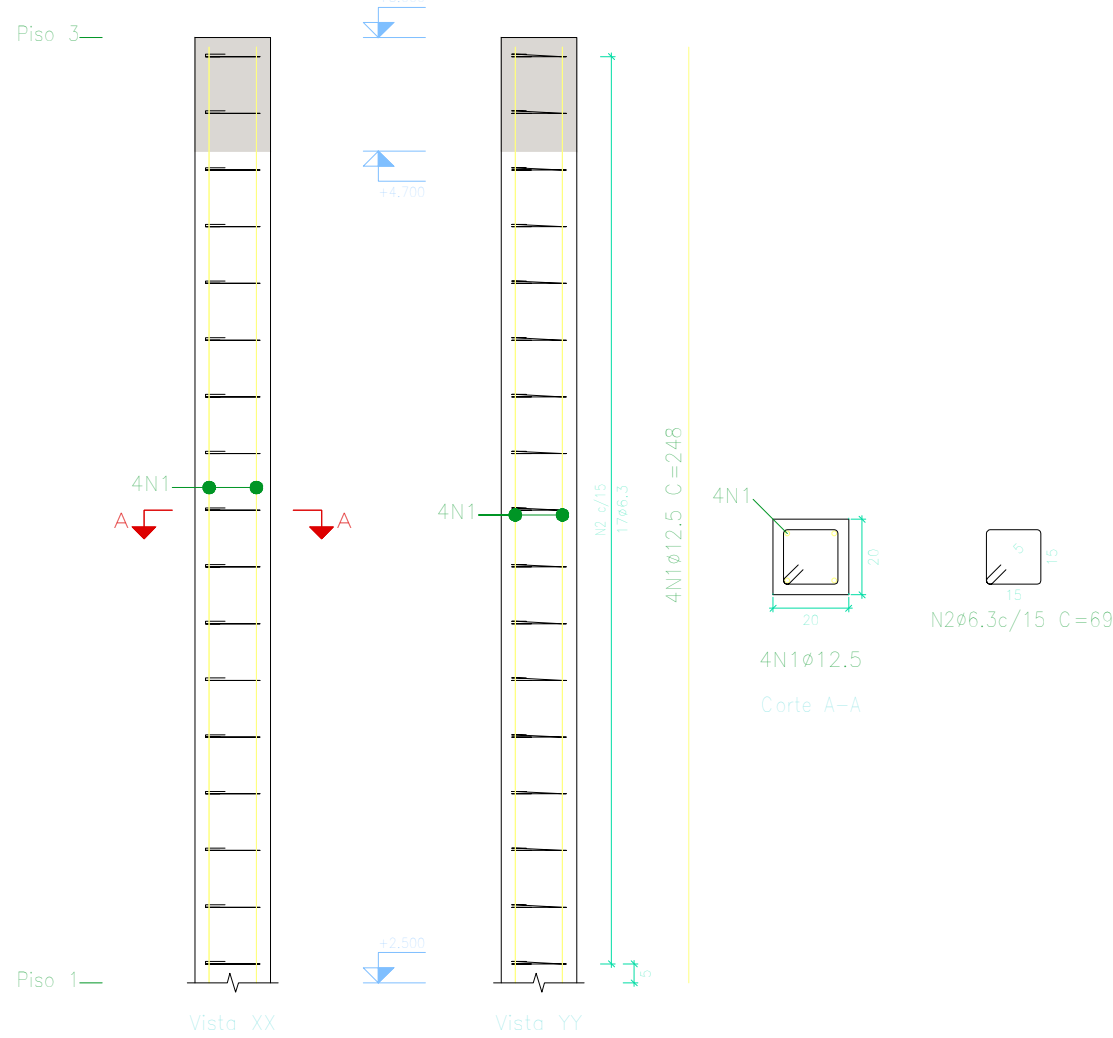 Piso 3
+4.700
4N1
A
A
4N1
N2 c/15
17ø6.3
4N1ø12.5 C=248
4N1
20
20
4N1ø12.5
Corte A-A
5
15
15
N2ø6.3c/15 C=69
+2.500
5
Piso 1
Vista XX
Vista YY